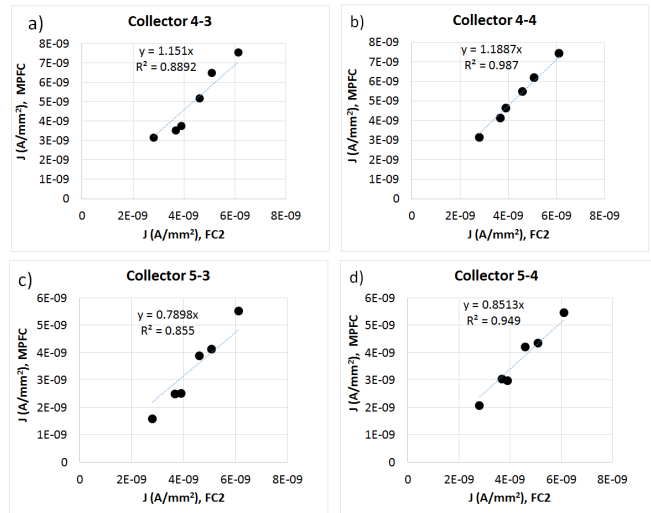 a)
Collector 4-3
J (A/mm²), MPFC
8E-09
7E-09
6E-09
5E-09
4E-09
3E-09
2E-09
1E-09
0
y = 1.151x
R² = 0.8892
0
2E-09
4E-09
6E-09
8E-09
J (A/mm²), FC2
b)
Collector 4-4
J (A/mm²), MPFC
8E-09
7E-09
6E-09
5E-09
4E-09
3E-09
2E-09
1E-09
0
y = 1.1887x
R² = 0.987
0
2E-09
4E-09
6E-09
8E-09
J (A/mm²), FC2
c)
Collector 5-3
J (A/mm²), MPFC
6E-09
5E-09
4E-09
3E-09
2E-09
1E-09
0
y = 0.7898x
R² = 0.855
0
2E-09
4E-09
6E-09
8E-09
J (A/mm²), FC2
d)
Collector 5-4
J (A/mm²), MPFC
6E-09
5E-09
4E-09
3E-09
2E-09
1E-09
0
y = 0.8513x
R² = 0.949
0
2E-09
4E-09
6E-09
8E-09
J (A/mm²), FC2